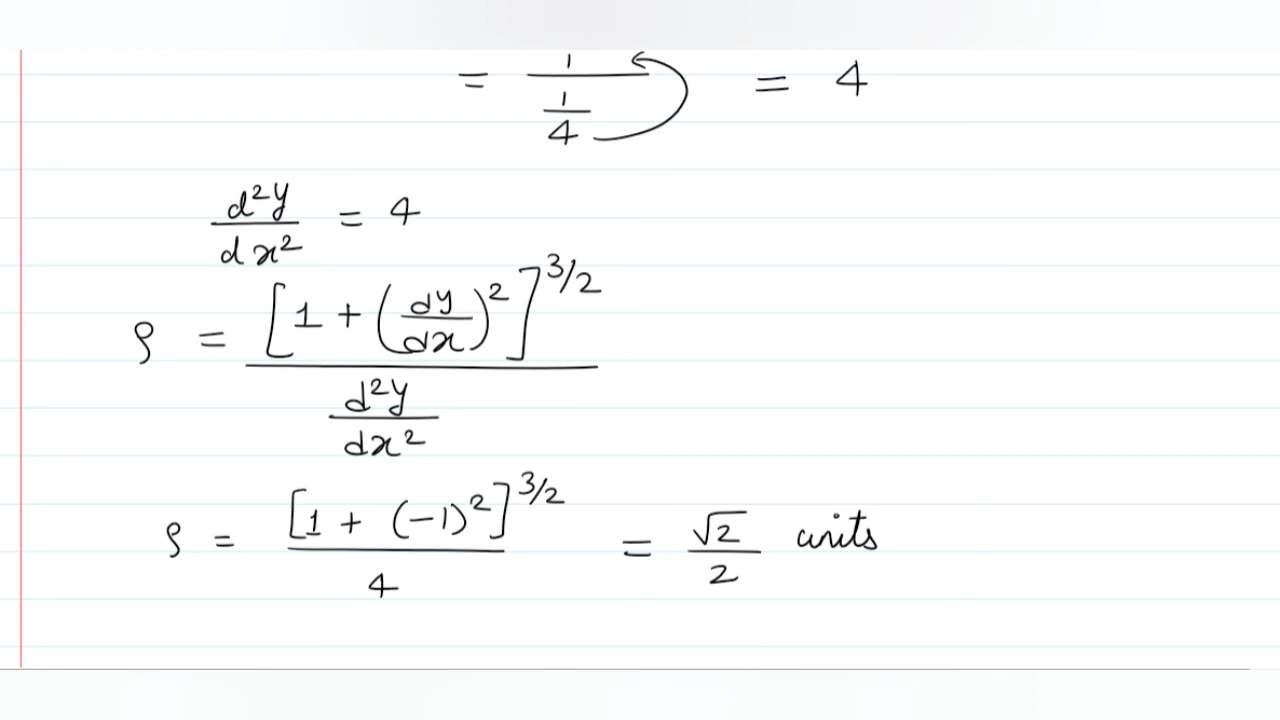 = 1/(1/4) = 4
d²y/dx² = 4
ρ = [1 + (dy/dx)²]^3/2 / (d²y/dx²)
ρ = [1 + (-1)²]^3/2 / 4 = √2/2 units